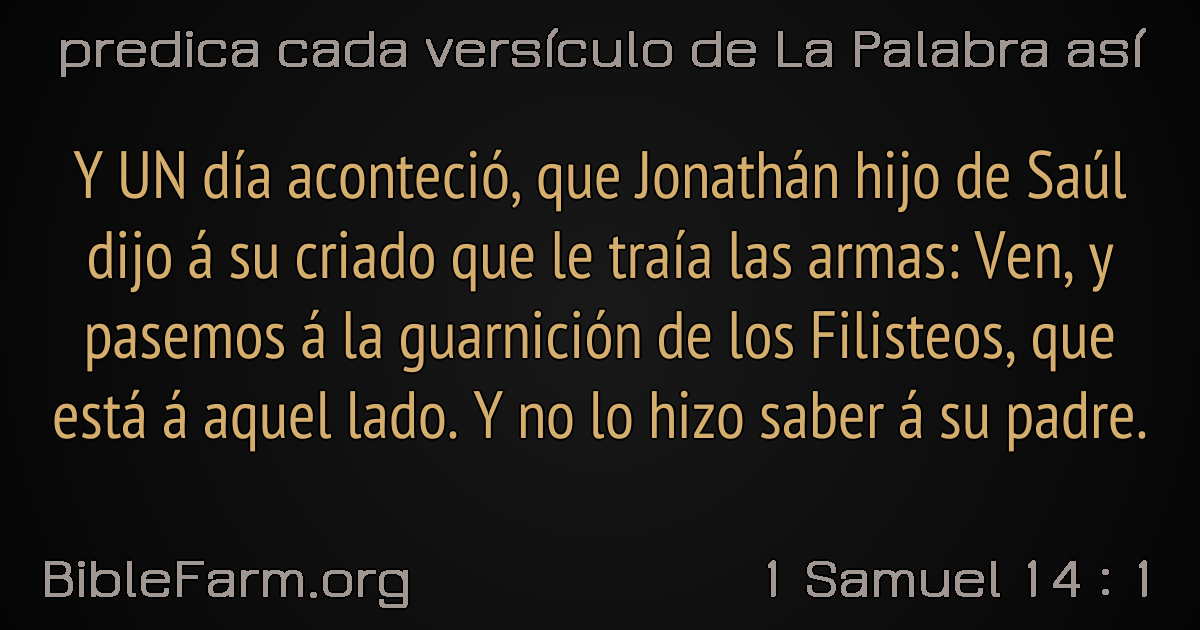 predica cada versículo de La Palabra así
Y UN día aconteció, que Jonathán hijo de Saúl
dijo á su criado que le traía las armas: Ven, y
pasemos á la guarnición de los Filisteos, que
está á aquel lado. Y no lo hizo saber á su padre.
BibleFarm.org
1 Samuel 14 : 1